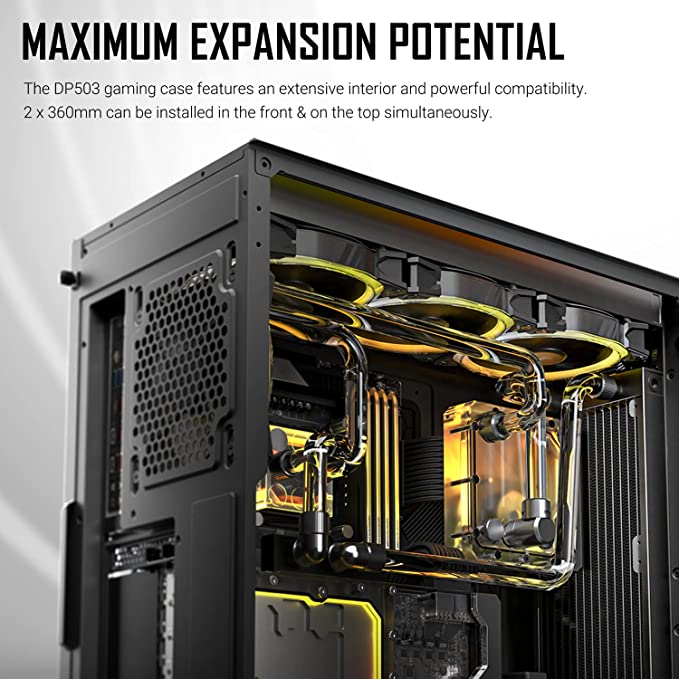 MAXIMUM EXPANSION POTENTIAL
The DP503 gaming case features an extensive interior and powerful compatibility.
2 x 360mm can be installed in the front & on the top simultaneously.